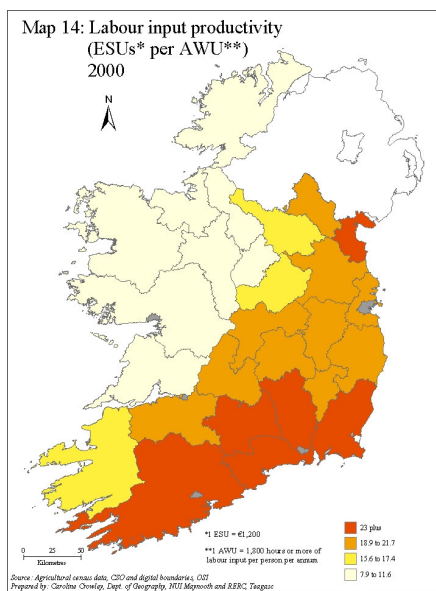 Map 14: Labour input productivity
(ESUs* per AWU**)
2000
N
*1 ESU = €1,200
**1 AWU = 1,800 hours or more of
labour input per person per annum.
23 plus
18.9 to 21.7
15.6 to 17.4
7.9 to 11.6
0 25 50
Kilometres
Source: Agricultural census data, CSO and digital boundaries, OSI
Prepared by: Caroline Crowley, Dept. of Geography, NUI Maynooth and RERC, Teagasc